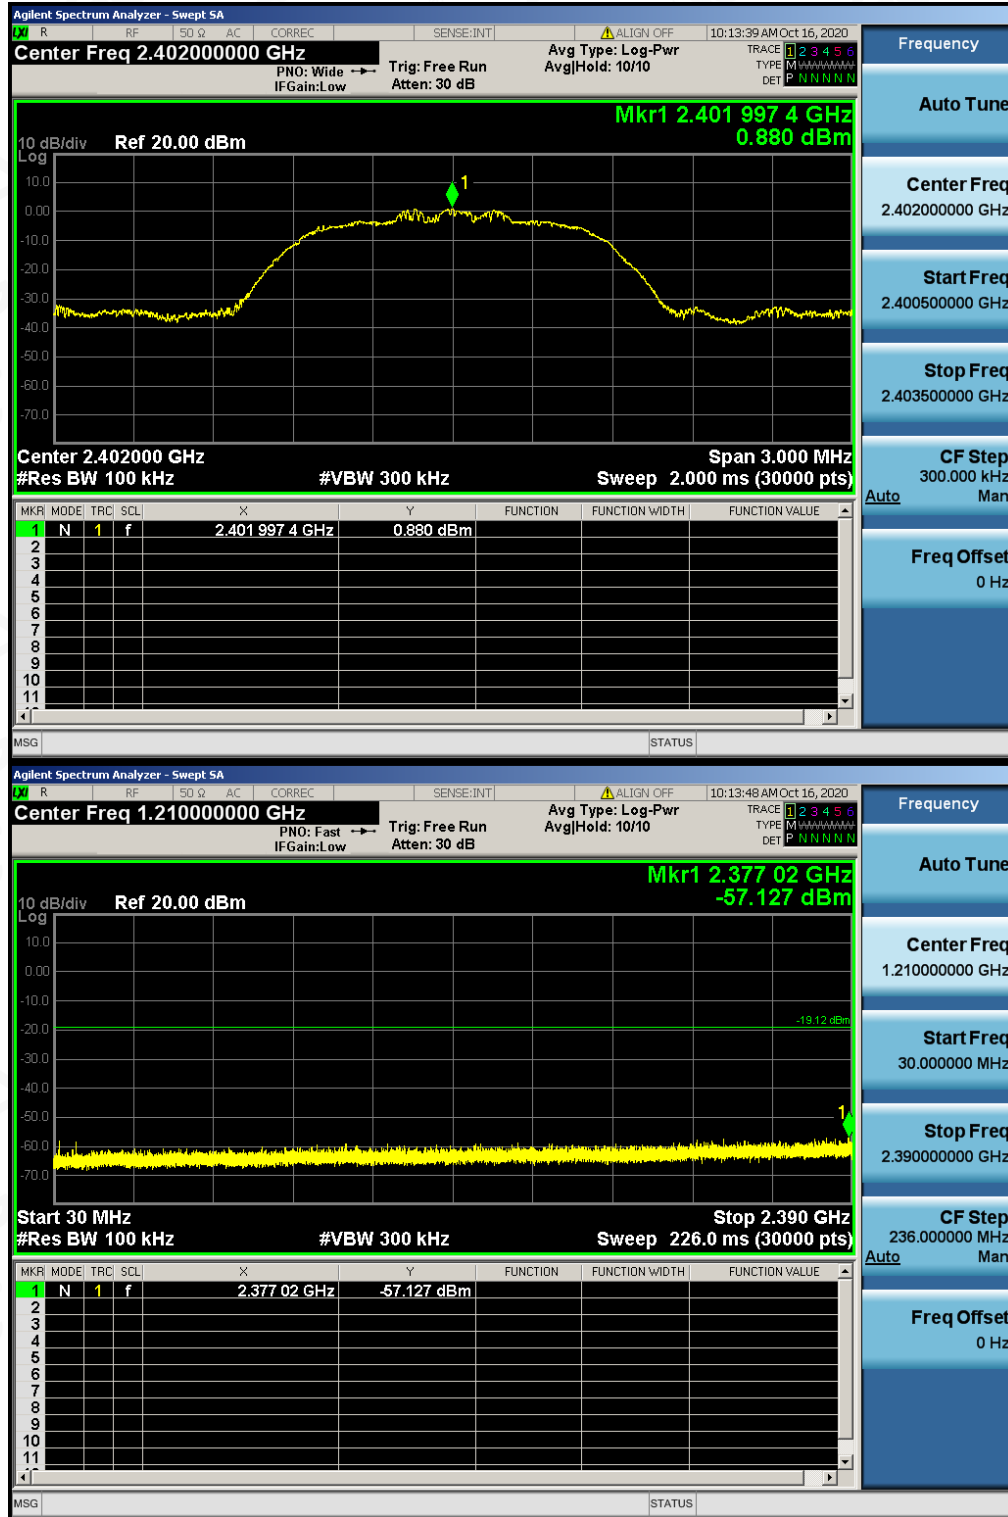 Agilent Spectrum Analyzer - Swept SA
LXI R RF 50 Ω AC CORREC SENSE:INT ALIGN OFF 10:13:39 AM Oct 16, 2020
Center Freq 2.402000000 GHz
PNO: Wide
IFGain:Low
Trig: Free Run
Atten: 30 dB
Avg Type: Log-Pwr
Avg|Hold: 10/10
TRACE 1 2 3 4 5 6
TYPE M WWWWW
DET P N N N N N
Mkr1 2.401 997 4 GHz
0.880 dBm
10 dB/div Ref 20.00 dBm
Log
10.0
0.00
-10.0
-20.0
-30.0
-40.0
-50.0
-60.0
-70.0
1
Center 2.402000 GHz Span 3.000 MHz
#Res BW 100 kHz #VBW 300 kHz Sweep 2.000 ms (30000 pts)
MKR MODE TRC SCL X Y FUNCTION FUNCTION WIDTH FUNCTION VALUE
1 N 1 f 2.401 997 4 GHz 0.880 dBm
2
3
4
5
6
7
8
9
10
11
MSG STATUS
Frequency
Auto Tune
Center Freq
2.402000000 GHz
Start Freq
2.400500000 GHz
Stop Freq
2.403500000 GHz
CF Step
300.000 kHz
Auto Man
Freq Offset
0 Hz
Agilent Spectrum Analyzer - Swept SA
LXI R RF 50 Ω AC CORREC SENSE:INT ALIGN OFF 10:13:48 AM Oct 16, 2020
Center Freq 1.210000000 GHz
PNO: Fast
IFGain:Low
Trig: Free Run
Atten: 30 dB
Avg Type: Log-Pwr
Avg|Hold: 10/10
TRACE 1 2 3 4 5 6
TYPE M WWWWW
DET P N N N N N
Mkr1 2.377 02 GHz
-57.127 dBm
10 dB/div Ref 20.00 dBm
Log
10.0
0.00
-10.0
-20.0
-30.0
-40.0
-50.0
-60.0
-70.0
-19.12 dBm
1
Start 30 MHz Stop 2.390 GHz
#Res BW 100 kHz #VBW 300 kHz Sweep 226.0 ms (30000 pts)
MKR MODE TRC SCL X Y FUNCTION FUNCTION WIDTH FUNCTION VALUE
1 N 1 f 2.377 02 GHz -57.127 dBm
2
3
4
5
6
7
8
9
10
11
MSG STATUS
Frequency
Auto Tune
Center Freq
1.210000000 GHz
Start Freq
30.000000 MHz
Stop Freq
2.390000000 GHz
CF Step
236.000000 MHz
Auto Man
Freq Offset
0 Hz